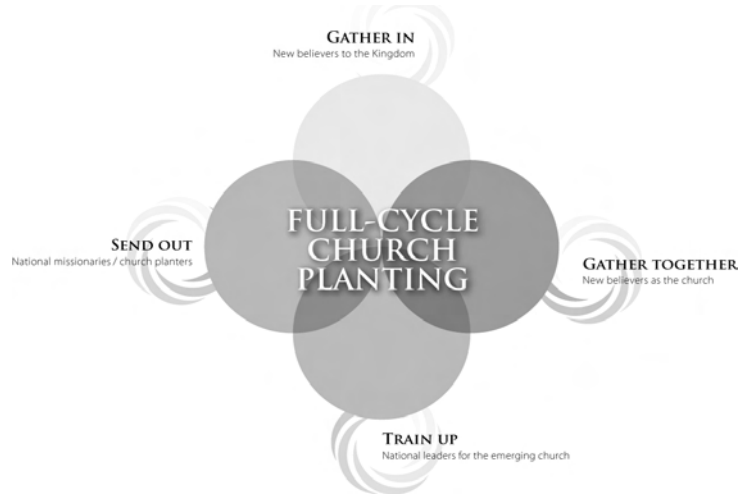 GATHER IN
New believers to the Kingdom
FULL-CYCLE
CHURCH
PLANTING
SEND OUT
National missionaries / church planters
GATHER TOGETHER
New believers as the church
TRAIN UP
National leaders for the emerging church